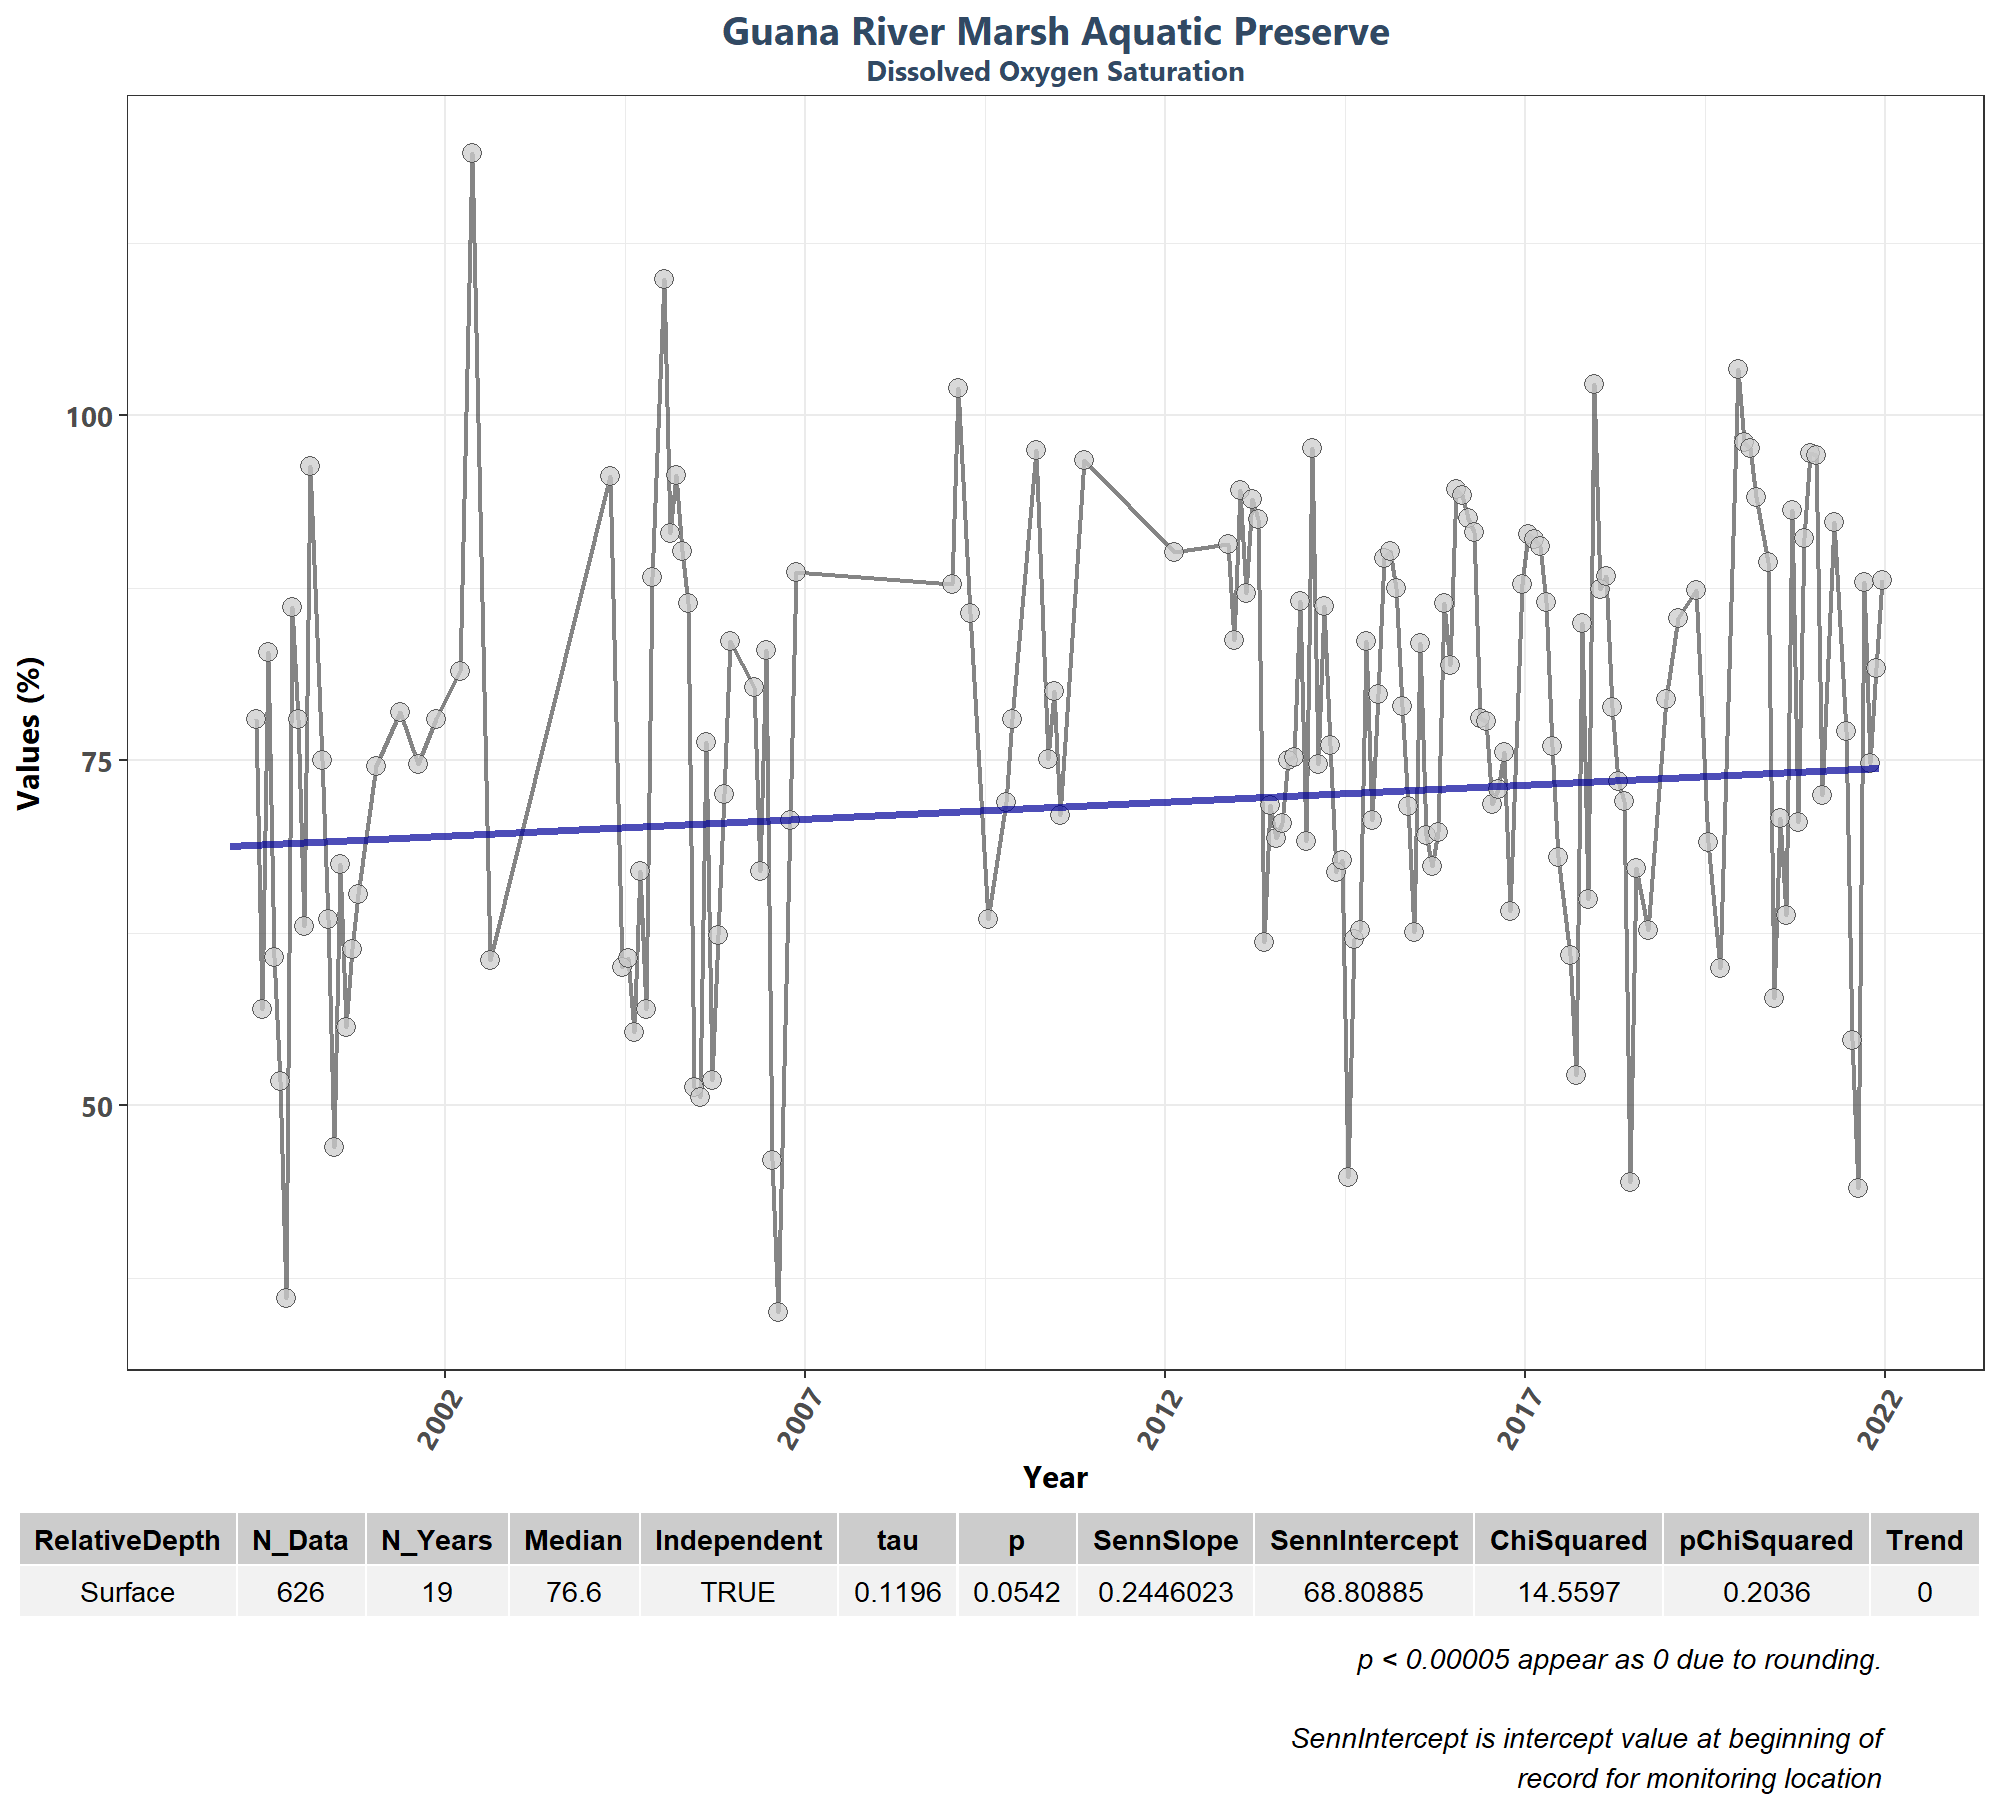 Guana River Marsh Aquatic Preserve
Dissolved Oxygen Saturation
Values (%)
100
75
50
2002
2007
2012
2017
2022
Year
RelativeDepth N_Data N_Years Median Independent tau p SennSlope SennIntercept ChiSquared pChiSquared Trend
Surface 626 19 76.6 TRUE 0.1196 0.0542 0.2446023 68.80885 14.5597 0.2036 0
p < 0.00005 appear as 0 due to rounding.
SennIntercept is intercept value at beginning of
record for monitoring location